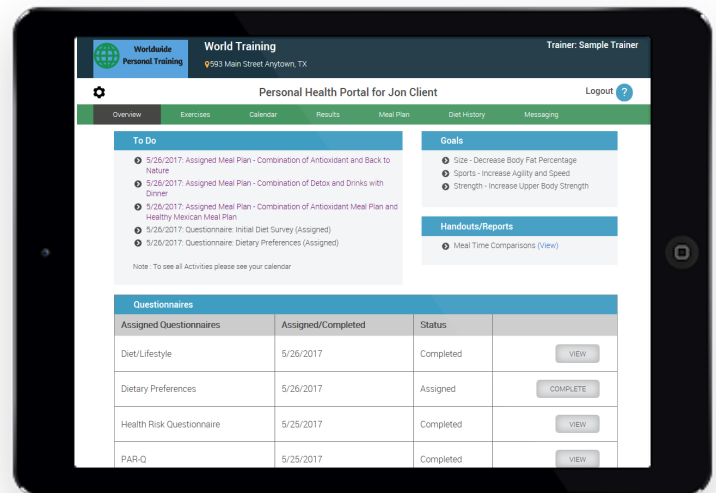 Worldwide
Personal Training
World Training
593 Main Street Anytown, TX
Trainer: Sample Trainer
Personal Health Portal for Jon Client
Logout ?
Overview Exercises Calendar Results Meal Plan Diet History Messaging
To Do
5/26/2017: Assigned Meal Plan - Combination of Antioxidant and Back to
Nature
5/26/2017: Assigned Meal Plan - Combination of Detox and Drinks with
Dinner
5/26/2017: Assigned Meal Plan - Combination of Antioxidant Meal Plan and
Healthy Mexican Meal Plan
5/26/2017: Questionnaire: Initial Diet Survey (Assigned)
5/26/2017: Questionnaire: Dietary Preferences (Assigned)
Note : To see all Activities please see your calendar
Goals
Size - Decrease Body Fat Percentage
Sports - Increase Agility and Speed
Strength - Increase Upper Body Strength
Handouts/Reports
Meal Time Comparisons (View)
Questionnaires
Assigned Questionnaires Assigned/Completed Status
Diet/Lifestyle 5/26/2017 Completed VIEW
Dietary Preferences 5/26/2017 Assigned COMPLETE
Health Risk Questionnaire 5/25/2017 Completed VIEW
PAR-Q 5/25/2017 Completed VIEW